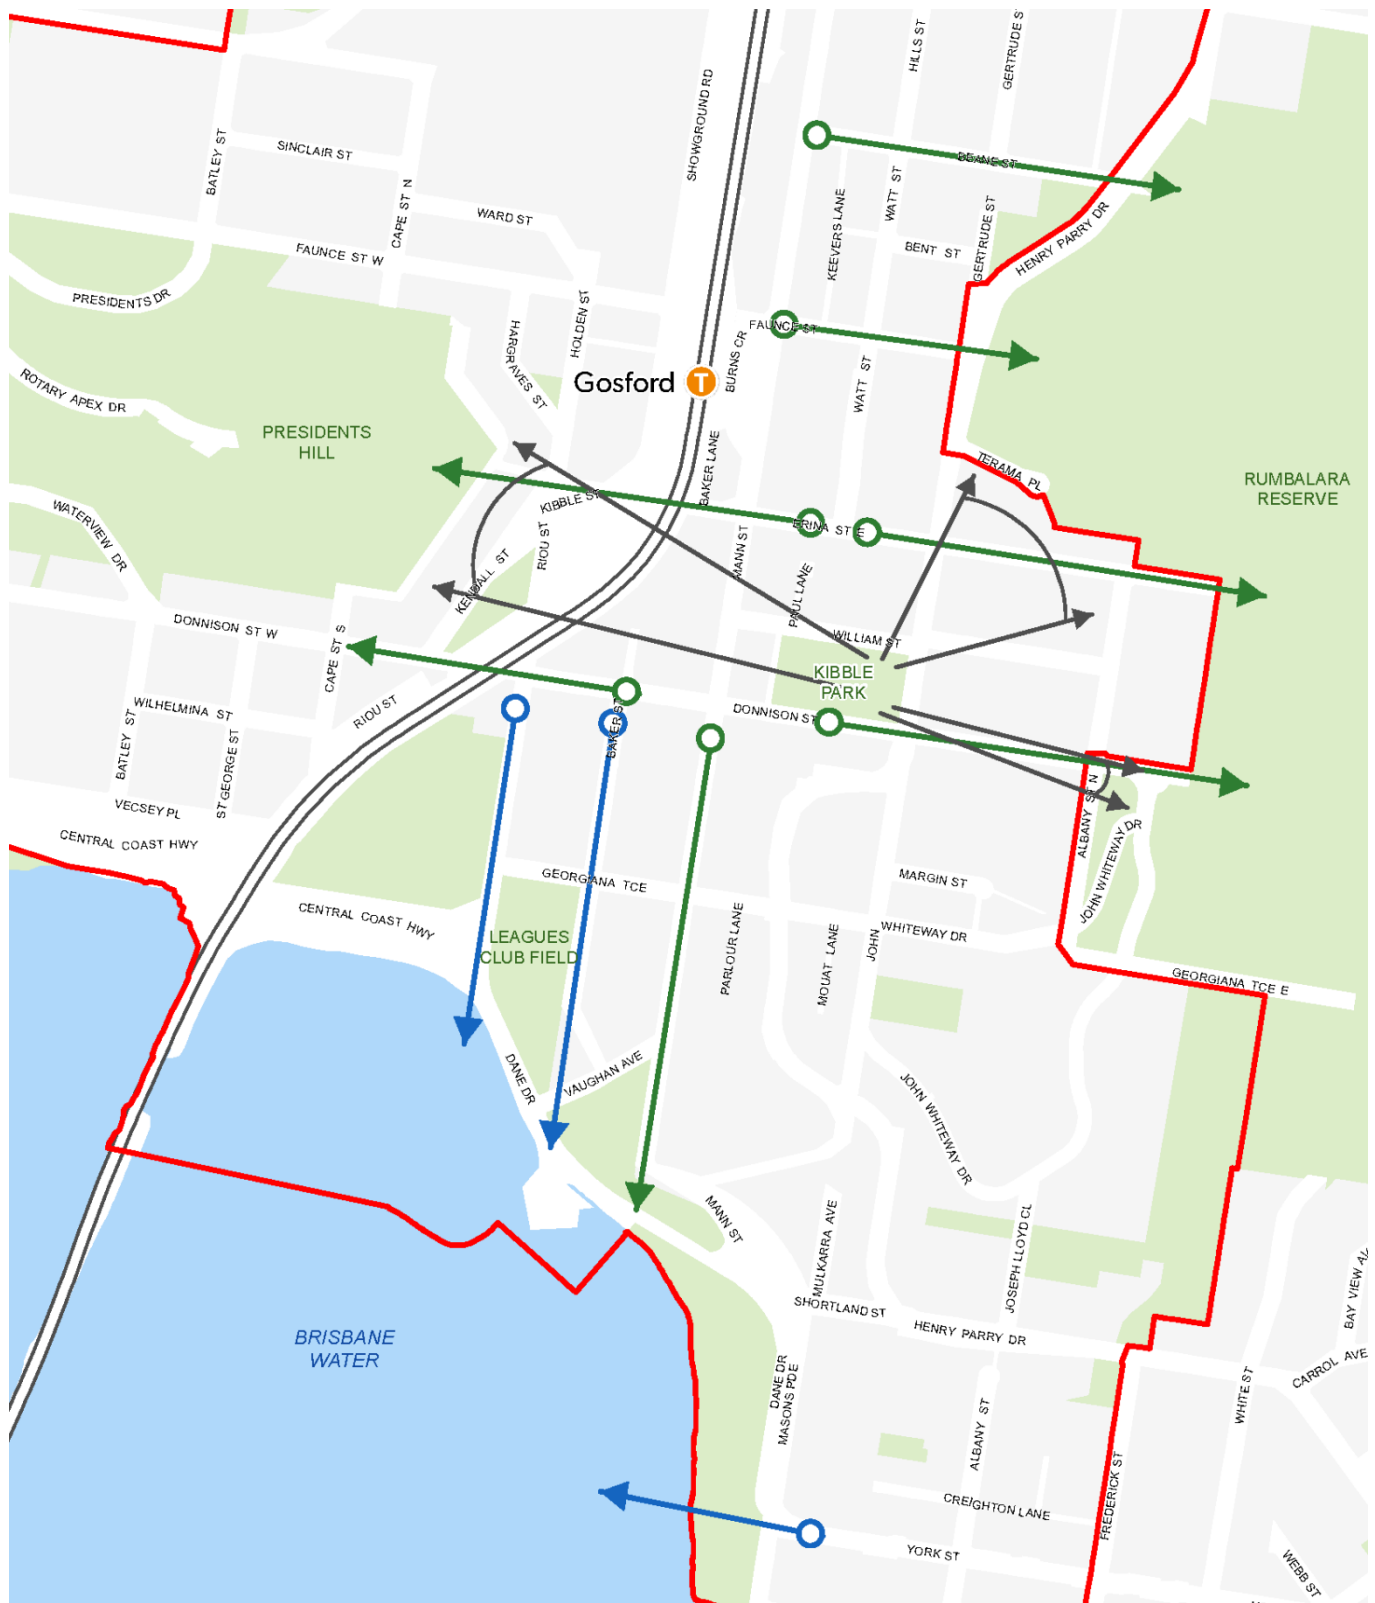 HILLS ST
GERTRUDE ST
SHOWGROUND RD
BATLEY ST
SINCLAIR ST
BEANE ST
CAPE ST N
WARD ST
KEEVERS LANE
WATT ST
GERTRUDE ST
BENT ST
HENRY PARRY DR
FAUNCE ST W
PRESIDENTS DR
HARGRAVES ST
HOLDEN ST
FAUNCE ST
BURNS CR
WATT ST
Gosford
T
ROTARY APEX DR
PRESIDENTS
HILL
BAKER LANE
TERAMA PL
RUMBALARA
RESERVE
KIBBLE ST
WATERVIEW DR
RIOU ST
ERINA ST E
MANN ST
KENDALL ST
PAUL LANE
DONNISON ST W
CAPE ST S
WILLIAM ST
KIBBLE
PARK
WILHELMINA ST
RIOU ST
BAKER ST
DONNISON ST
BATLEY ST
ST GEORGE ST
VECSEY PL
CENTRAL COAST HWY
ALBANY ST N
JOHN WHITEWAY DR
GEORGIANA TCE
MARGIN ST
CENTRAL COAST HWY
LEAGUES
CLUB FIELD
PARLOUR LANE
MOUAT LANE
JOHN
WHITEWAY DR
GEORGIANA TCE E
DANE DR
VAUGHAN AVE
JOHN WHITEWAY DR
MANN ST
MULKARRA AVE
JOSEPH LLOYD CL
BAY VIEW AV
SHORTLAND ST
HENRY PARRY DR
BRISBANE
WATER
DANE DR
MASONS PDE
WHITE ST
CARROL AVE
ALBANY ST
FREDERICK ST
CREIGHTON LANE
YORK ST
WEBB ST